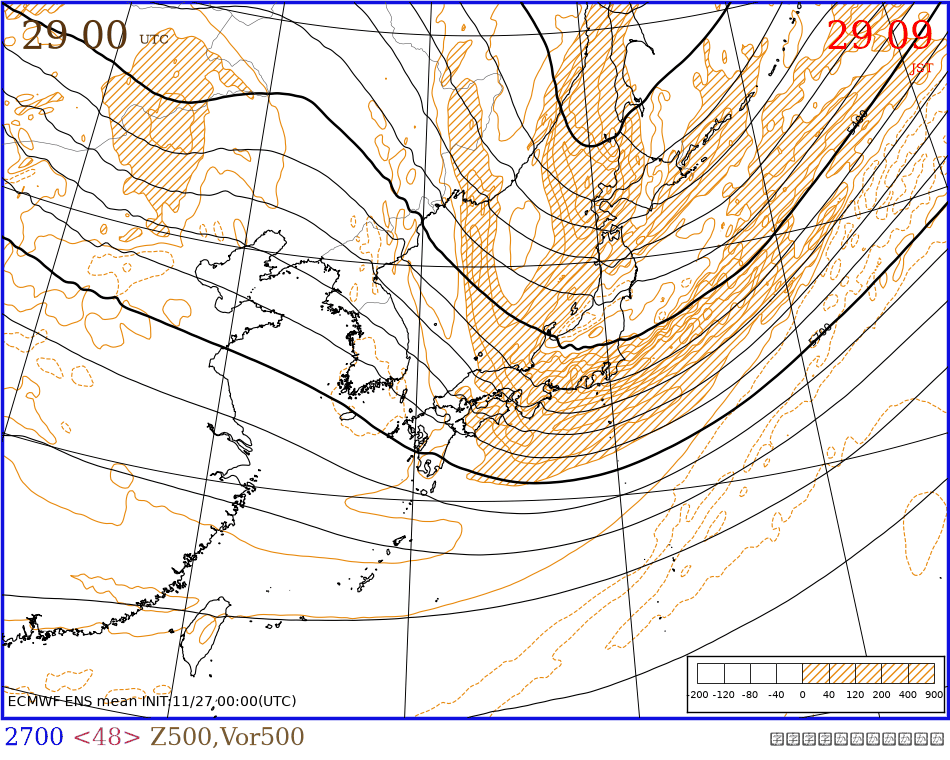 29 00 UTC
29 09
JST
5400
5700
ECMWF ENS mean INIT:11/27 00:00(UTC)
-200 -120 -80 -40 0 40 120 200 400 900
2700 <48> Z500,Vor500